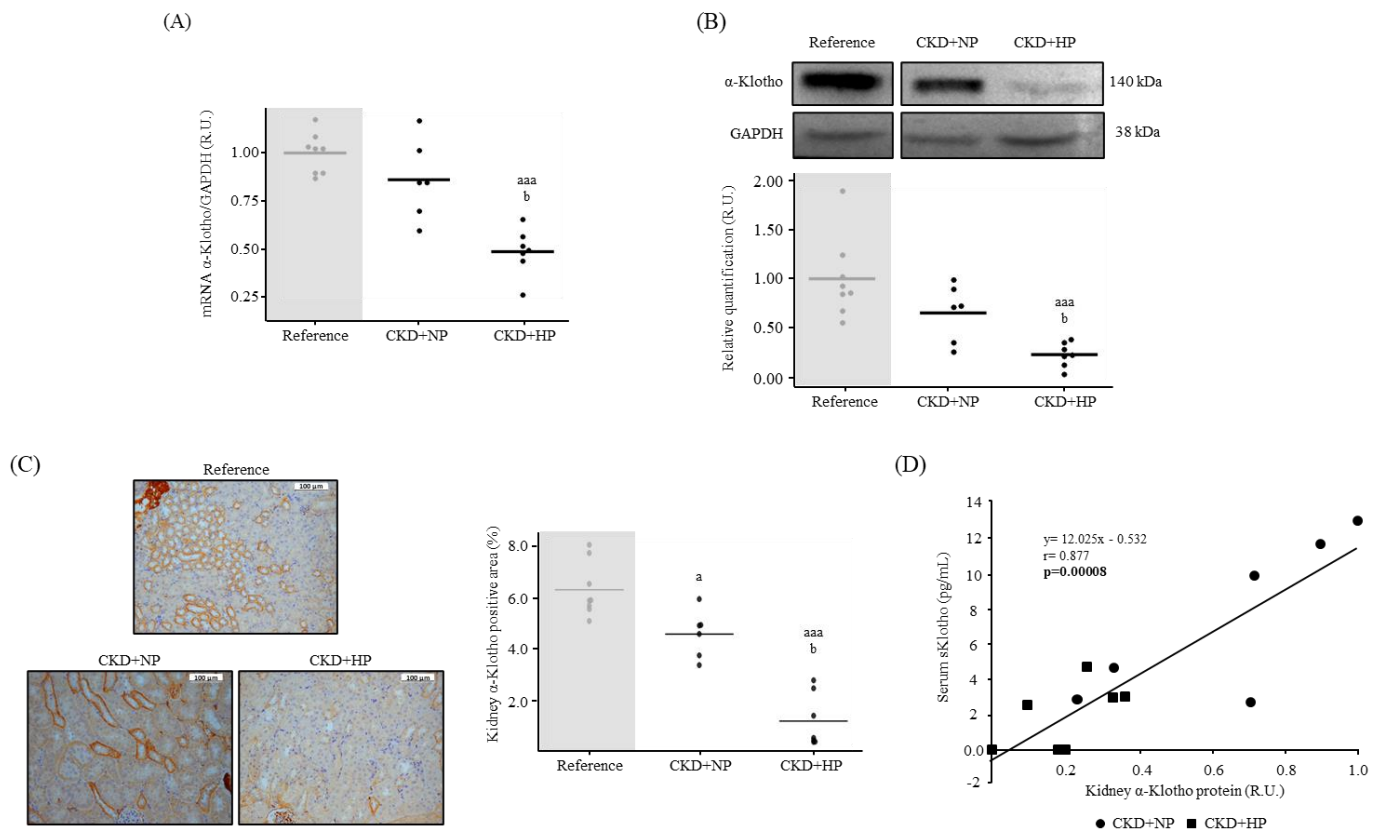 (A)
mRNA α-Klotho/GAPDH (R.U.)
1.00
0.75
0.50
0.25
aaa
b
Reference
CKD+NP
CKD+HP
(B)
Reference
CKD+NP
CKD+HP
α-Klotho
140 kDa
GAPDH
38 kDa
Relative quantification (R.U.)
2.00
1.50
1.00
0.50
0.00
aaa
b
Reference
CKD+NP
CKD+HP
(C)
Reference
100 μm
CKD+NP
100 μm
CKD+HP
100 μm
Kidney α-Klotho positive area (%)
8.0
6.0
4.0
2.0
a
aaa
b
Reference
CKD+NP
CKD+HP
(D)
Serum sKlotho (pg/mL)
14
12
10
8
6
4
2
0.0
-2
y= 12.025x - 0.532
r= 0.877
p=0.00008
0.2
0.4
0.6
0.8
1.0
Kidney α-Klotho protein (R.U.)
CKD+NP
CKD+HP